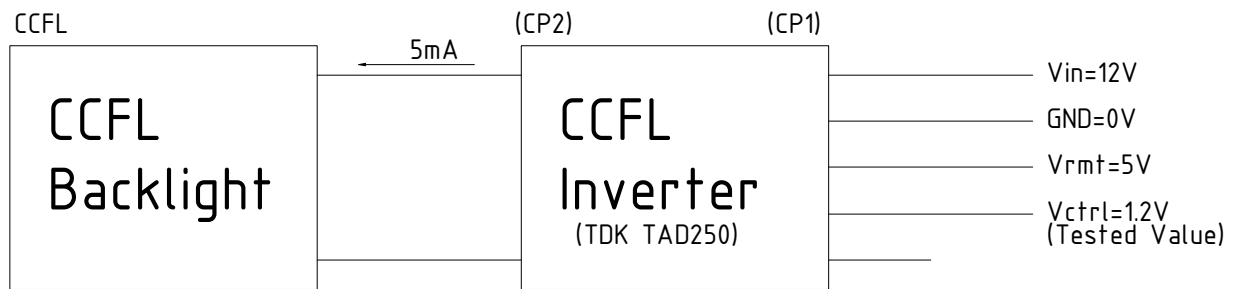 CCFL
(CP2)
(CP1)
5mA
Vin=12V
CCFL
Backlight
CCFL
Inverter
(TDK TAD250)
GND=0V
Vrmt=5V
Vctrl=1.2V
(Tested Value)